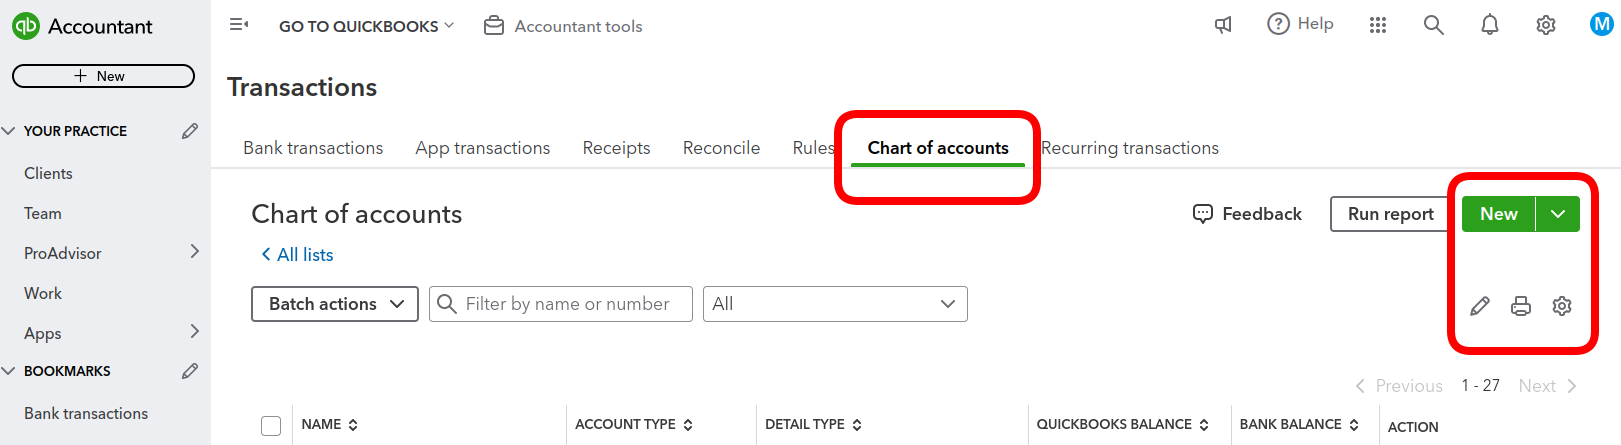 qb Accountant
GO TO QUICKBOOKS
Accountant tools
Help
M
+ New
Transactions
YOUR PRACTICE
Clients
Team
ProAdvisor
Work
Apps
BOOKMARKS
Bank transactions
Bank transactions App transactions Receipts Reconcile Rules Chart of accounts Recurring transactions
Chart of accounts
Feedback
Run report
New
All lists
Batch actions
Filter by name or number
All
Previous 1 - 27 Next
NAME ACCOUNT TYPE DETAIL TYPE QUICKBOOKS BALANCE BANK BALANCE ACTION